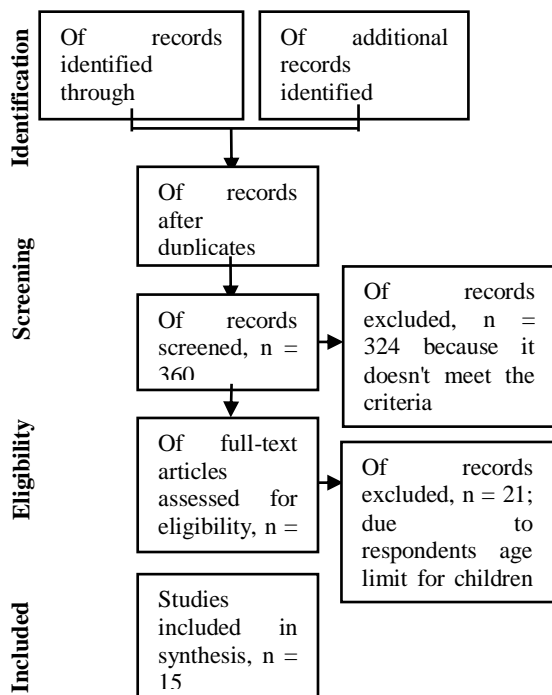 Identification
Of records
identified
through
Of additional
records
identified
Of records
after
duplicates
Screening
Of records
screened, n =
360
Of records
excluded, n =
324 because it
doesn't meet the
criteria
Eligibility
Of full-text
articles
assessed for
eligibility, n =
Of records
excluded, n = 21;
due to
respondents age
limit for children
Included
Studies
included in
synthesis, n =
15